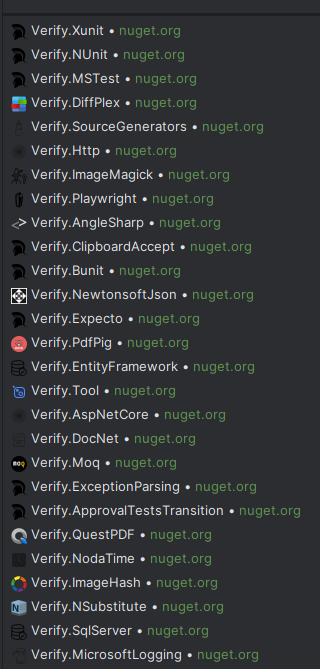 Verify.Xunit • nuget.org
Verify.NUnit • nuget.org
Verify.MSTest • nuget.org
Verify.DiffPlex • nuget.org
Verify.SourceGenerators • nuget.org
Verify.Http • nuget.org
Verify.ImageMagick • nuget.org
Verify.Playwright • nuget.org
Verify.AngleSharp • nuget.org
Verify.ClipboardAccept • nuget.org
Verify.Bunit • nuget.org
Verify.NewtonsoftJson • nuget.org
Verify.Expecto • nuget.org
Verify.PdfPig • nuget.org
Verify.EntityFramework • nuget.org
Verify.Tool • nuget.org
Verify.AspNetCore • nuget.org
Verify.DocNet • nuget.org
Verify.Moq • nuget.org
Verify.ExceptionParsing • nuget.org
Verify.ApprovalTestsTransition • nuget.org
Verify.QuestPDF • nuget.org
Verify.NodaTime • nuget.org
Verify.ImageHash • nuget.org
Verify.NSubstitute • nuget.org
Verify.SqlServer • nuget.org
Verify.MicrosoftLogging • nuget.org